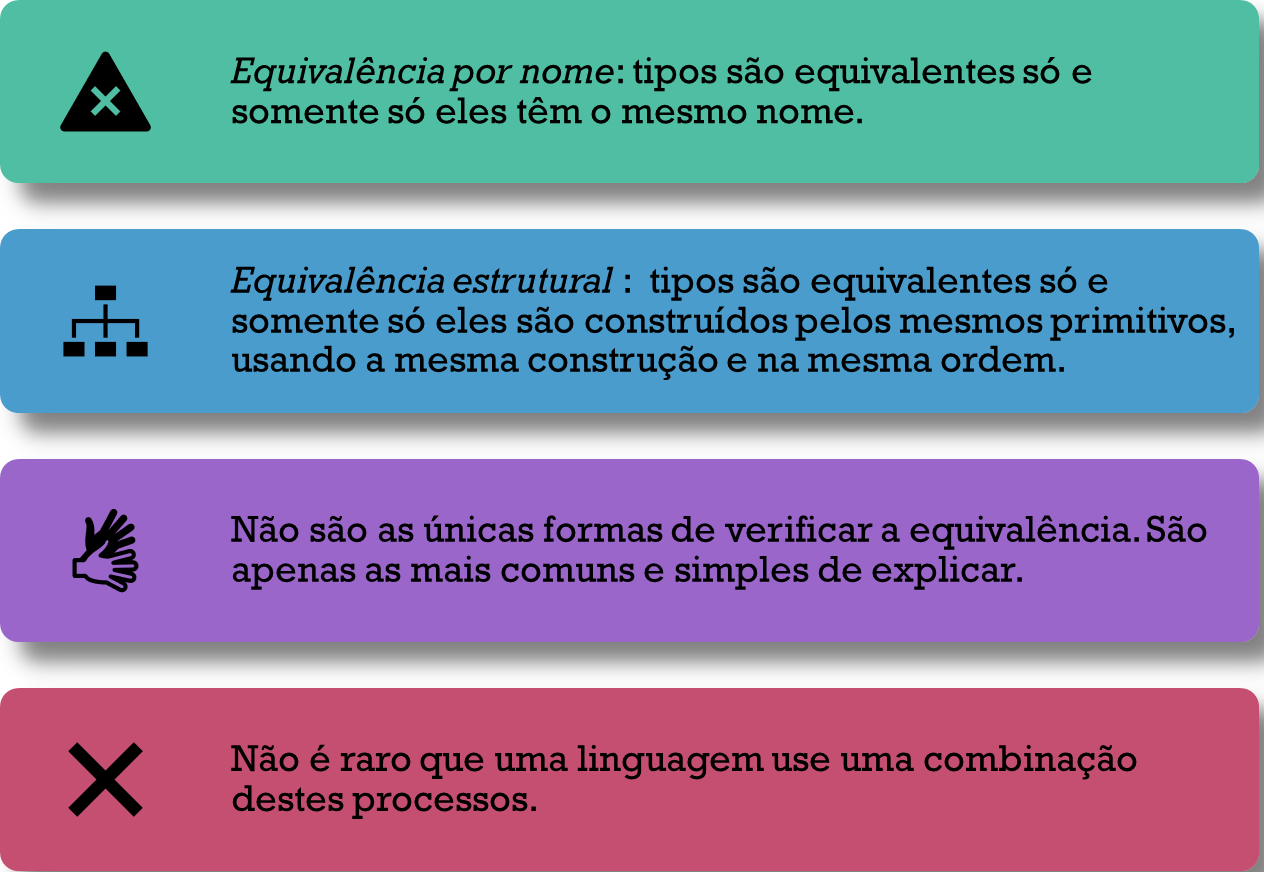 Equivalência por nome: tipos são equivalentes só e
somente só eles têm o mesmo nome.
Equivalência estrutural :  tipos são equivalentes só e
somente só eles são construídos pelos mesmos primitivos,
usando a mesma construção e na mesma ordem.
Não são as únicas formas de verificar a equivalência. São
apenas as mais comuns e simples de explicar.
Não é raro que uma linguagem use uma combinação
destes processos.